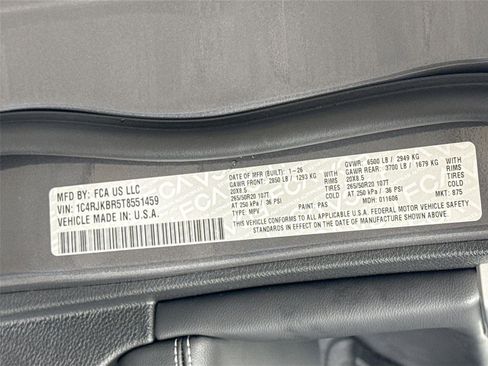 MFD BY: FCA US LLC
VIN: 1C4RJKBR5T8551459
VEHICLE MADE IN U.S.A.
DATE OF MFR (BUILT): 1-26 GVWR: 6500 LB / 2949 KG
GAWR FRONT: 2850 LB / 1293 KG WITH GAWR REAR: 3700 LB / 1679 KG WITH
20X8.5 RIMS 20X8.5 RIMS
265/50R20 107T TIRES 265/50R20 107T TIRES
AT 250 kPa / 36 PSI AT 250 kPa / 36 PSI
TYPE: MPV PAINT: PAS MDH: 011606 MKT: 875
THIS VEHICLE CONFORMS TO ALL APPLICABLE FEDERAL MOTOR VEHICLE SAFETY
STANDARDS IN EFFECT ON THE DATE OF MANUFACTURE SHOWN ABOVE.